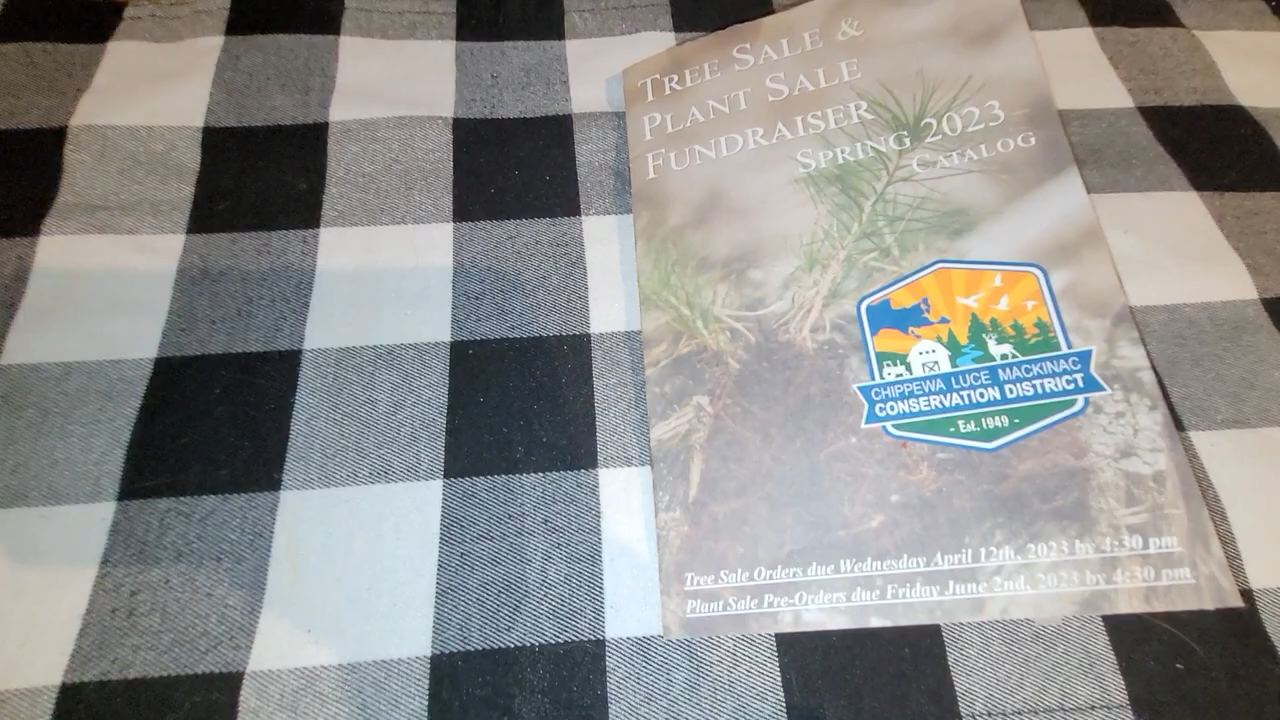 TREE SALE &
PLANT SALE
FUNDRAISER
SPRING 2023
CATALOG
CHIPPEWA LUCE MACKINAC
CONSERVATION DISTRICT
- Est. 1949 -
Tree Sale Orders due Wednesday April 12th, 2023 by 4:30 pm
Plant Sale Pre-Orders due Friday June 2nd, 2023 by 4:30 pm